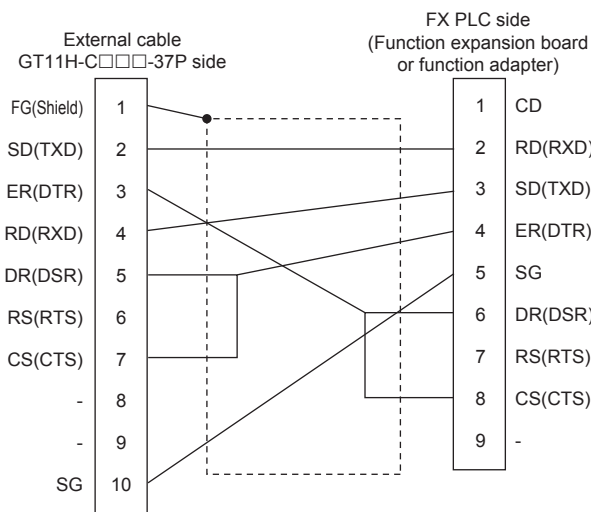 External cable
GT11H-C□□□-37P side
FX PLC side
(Function expansion board
or function adapter)
FG(Shield) 1
SD(TXD) 2
ER(DTR) 3
RD(RXD) 4
DR(DSR) 5
RS(RTS) 6
CS(CTS) 7
- 8
- 9
SG 10
1 CD
2 RD(RXD)
3 SD(TXD)
4 ER(DTR)
5 SG
6 DR(DSR)
7 RS(RTS)
8 CS(CTS)
9 -